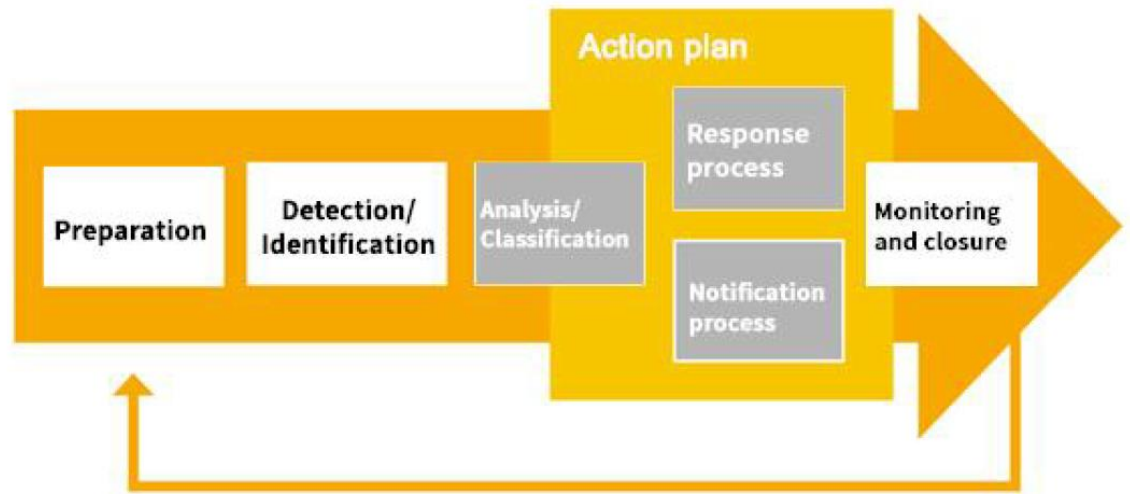 Action plan
Preparation
Detection/
Identification
Analysis/
Classification
Response
process
Notification
process
Monitoring
and closure